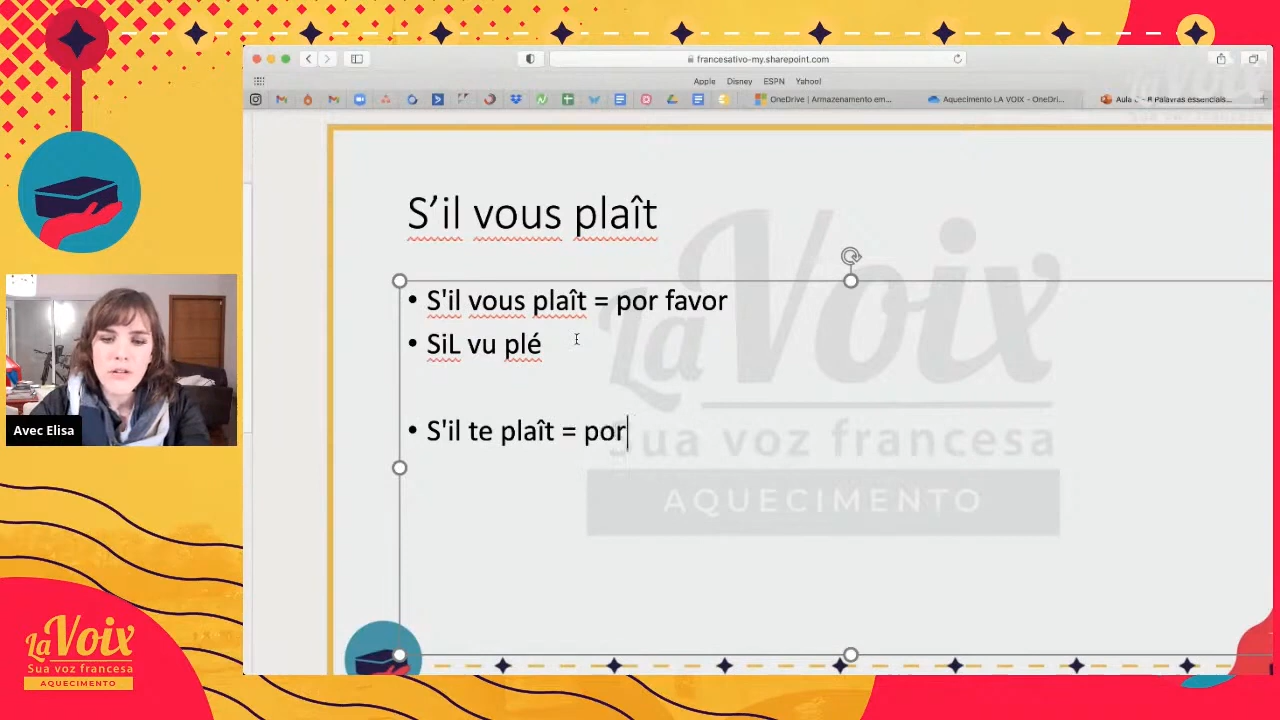 francesativo-my.sharepoint.com
Apple Disney ESPN Yahoo!
OneDrive | Armazenamento em...
Aquecimento LA VOIX - OneDri...
Palavras essenciais...
S’il vous plaît
• S'il vous plaît = por favor
• SiL vu plé
• S'il te plaît = por
La Voix
Sua voz francesa
AQUECIMENTO
Avec Elisa
La Voix
Sua voz francesa
AQUECIMENTO